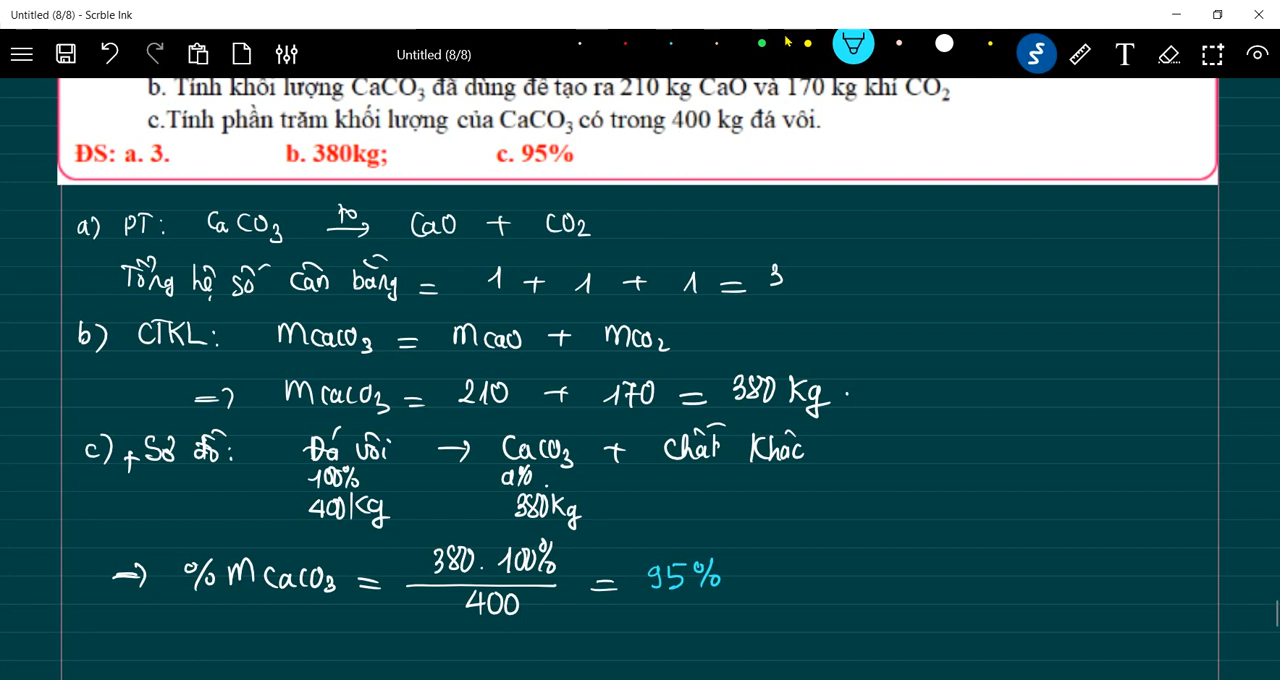 Untitled (8/8) - Scrble Ink
Untitled (8/8)
b. Tính khối lượng CaCO3 đã dùng để tạo ra 210 kg CaO và 170 kg khí CO2
c.Tính phần trăm khối lượng của CaCO3 có trong 400 kg đá vôi.
ĐS: a. 3. b. 380kg; c. 95%
a) PT: CaCO3 →(t0) CaO + CO2
Tổng hệ số cân bằng = 1 + 1 + 1 = 3
b) CTKL: mCaCO3 = mCaO + mCO2
=> mCaCO3 = 210 + 170 = 380 Kg.
c) + Sơ đồ: Đá vôi → CaCO3 + chất khác
100% a%.
400Kg 380Kg
→ % mCaCO3 = 380.100% / 400 = 95%